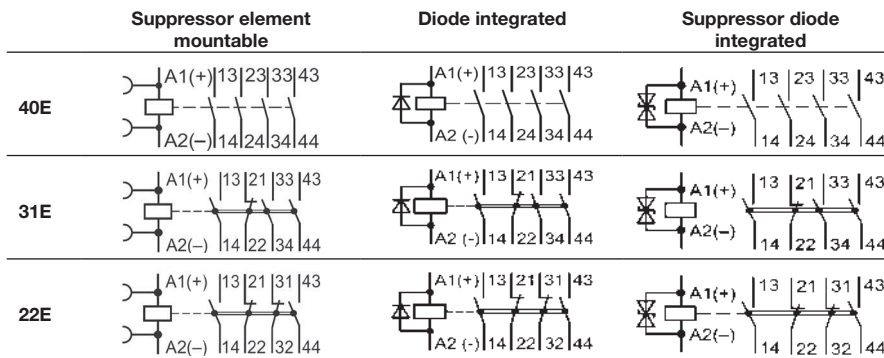 Suppressor element mountable Diode integrated Suppressor diode integrated
40E
A1(+) 13 23 33 43
A2(–) 14 24 34 44
A1(+) 13 23 33 43
A2 (-) 14 24 34 44
A1(+) 13 23 33 43
A2(–) 14 24 34 44
31E
A1(+) 13 21 33 43
A2(–) 14 22 34 44
A1(+) 13 21 33 43
A2 (-) 14 22 34 44
A1(+) 13 21 33 43
A2(–) 14 22 34 44
22E
A1(+) 13 21 31 43
A2(–) 14 22 32 44
A1(+) 13 21 31 43
A2 (-) 14 22 32 44
A1(+) 13 21 31 43
A2(–) 14 22 32 44